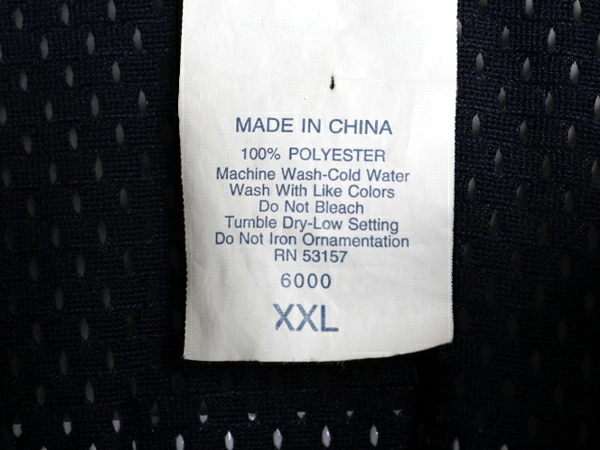 MADE IN CHINA
100% POLYESTER
Machine Wash-Cold Water
Wash With Like Colors
Do Not Bleach
Tumble Dry-Low Setting
Do Not Iron Ornamentation
RN 53157
6000
XXL